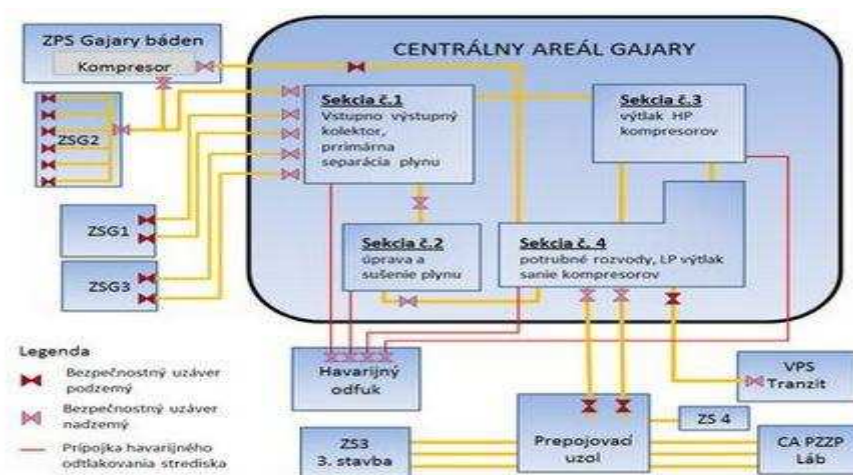 ZPS Gajary báden
Kompresor
CENTRÁLNY AREÁL GAJARY
ZSG2
Sekcia č.1
Vstupno výstupný
kolektor,
prrimárna
separácia plynu
Sekcia č.3
výtlak HP
kompresorov
ZSG1
ZSG3
Sekcia č.2
úprava a
sušenie plynu
Sekcia č. 4
potrubné rozvody, LP výtlak
sanie kompresorov
Legenda
Bezpečnostný uzáver
podzemý
Bezpečnostný uzáver
nadzemý
Prípojka havarijného
odtlakovania strediska
Havarijný
odfuk
VPS
Tranzit
ZS 4
ZS3
3. stavba
Prepojovací
uzol
CA PZZP
Láb